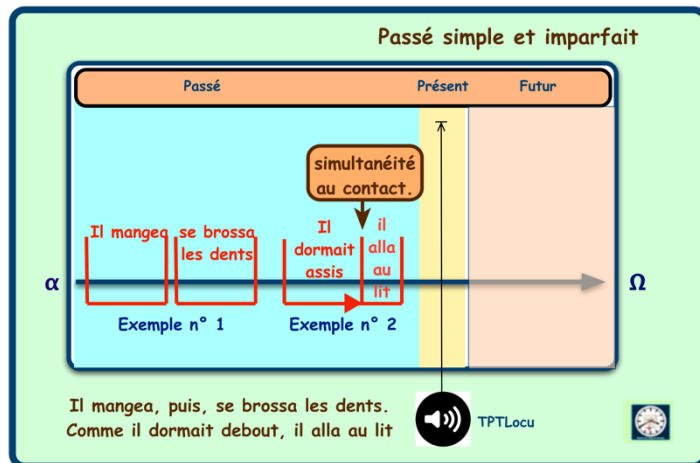 Passé simple et imparfait
Passé
Présent
Futur
simultanéité
au contact.
Il mangea
se brossa
les dents
Il
dormait
assis
il
alla
au
lit
α
Ω
Exemple n° 1
Exemple n° 2
Il mangea, puis, se brossa les dents.
Comme il dormait debout, il alla au lit
TPTLocu